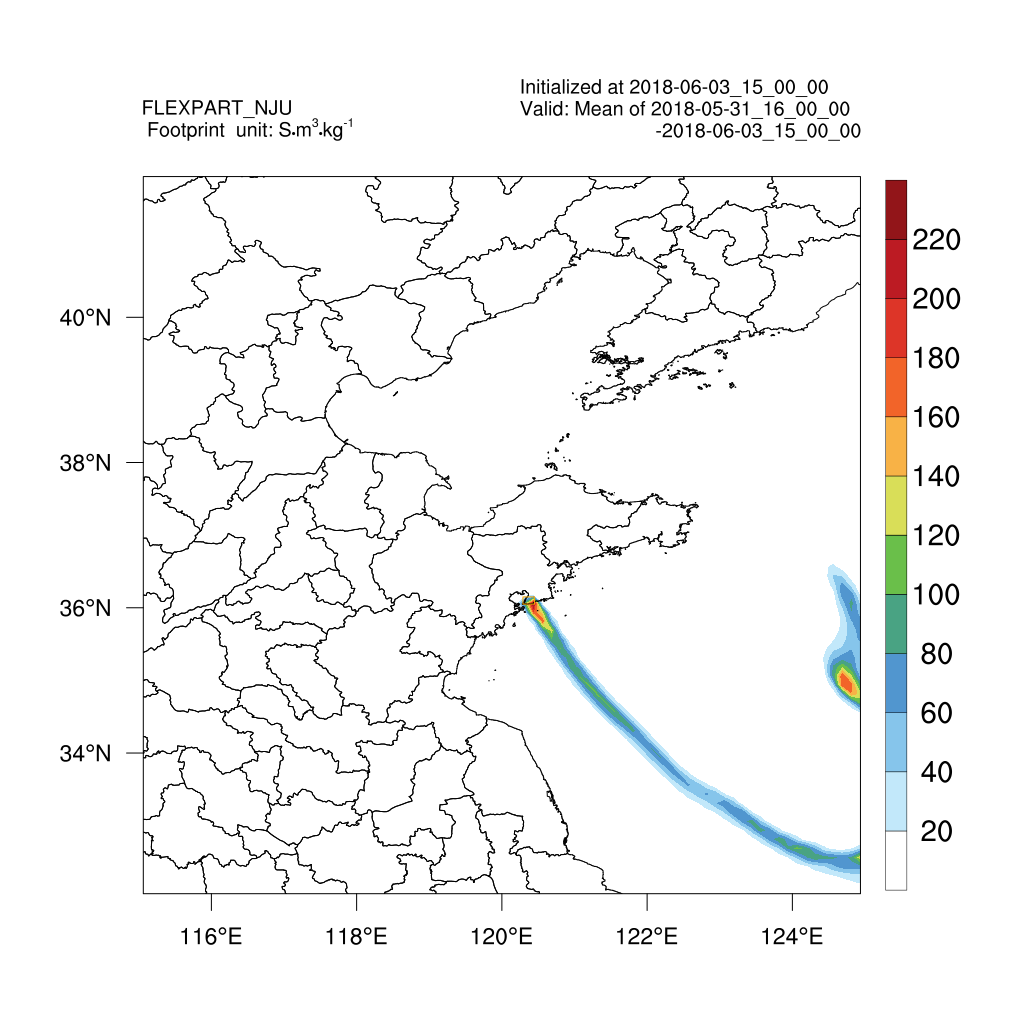 Initialized at 2018-06-03_15_00_00
FLEXPART_NJU
Valid: Mean of 2018-05-31_16_00_00
Footprint unit: S•m³•kg⁻¹
-2018-06-03_15_00_00
220
200
180
160
140
120
100
80
60
40
20
40°N
38°N
36°N
34°N
116°E
118°E
120°E
122°E
124°E